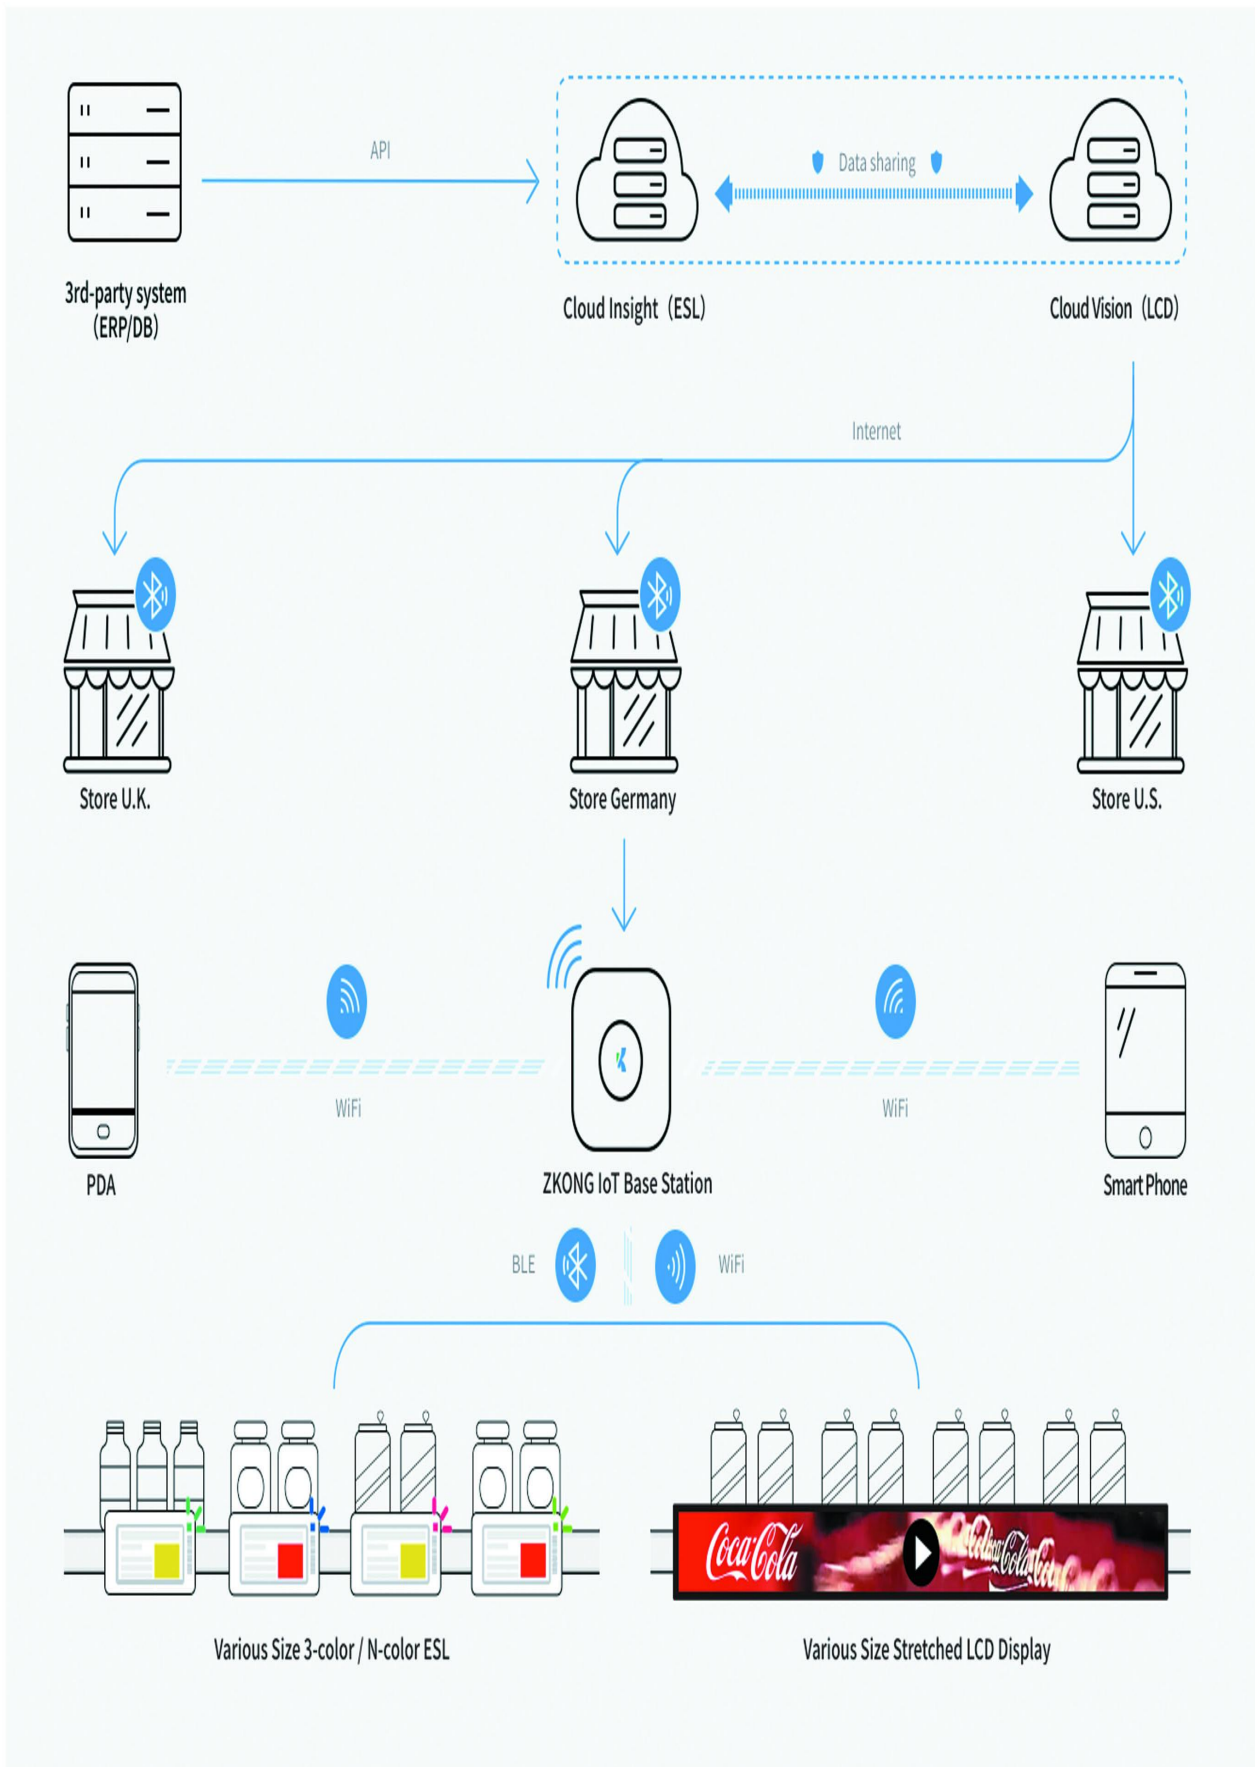 API
Data sharing
3rd-party system
（ERP/DB）
Cloud Insight（ESL）
Cloud Vision（LCD）
Internet
Store U.K.
Store Germany
Store U.S.
WiFi
WiFi
PDA
ZKONG IoT Base Station
Smart Phone
BLE
WiFi
Coca-Cola
Coca-Cola
Various Size 3-color / N-color ESL
Various Size Stretched LCD Display